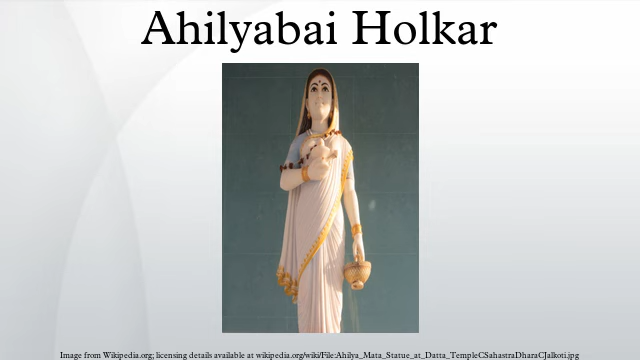 Ahilyabai Holkar
Image from Wikipedia.org; licensing details available at wikipedia.org/wiki/File:Ahilya_Mata_Statue_at_Datta_TempleCSahastraDharaCJalkoti.jpg